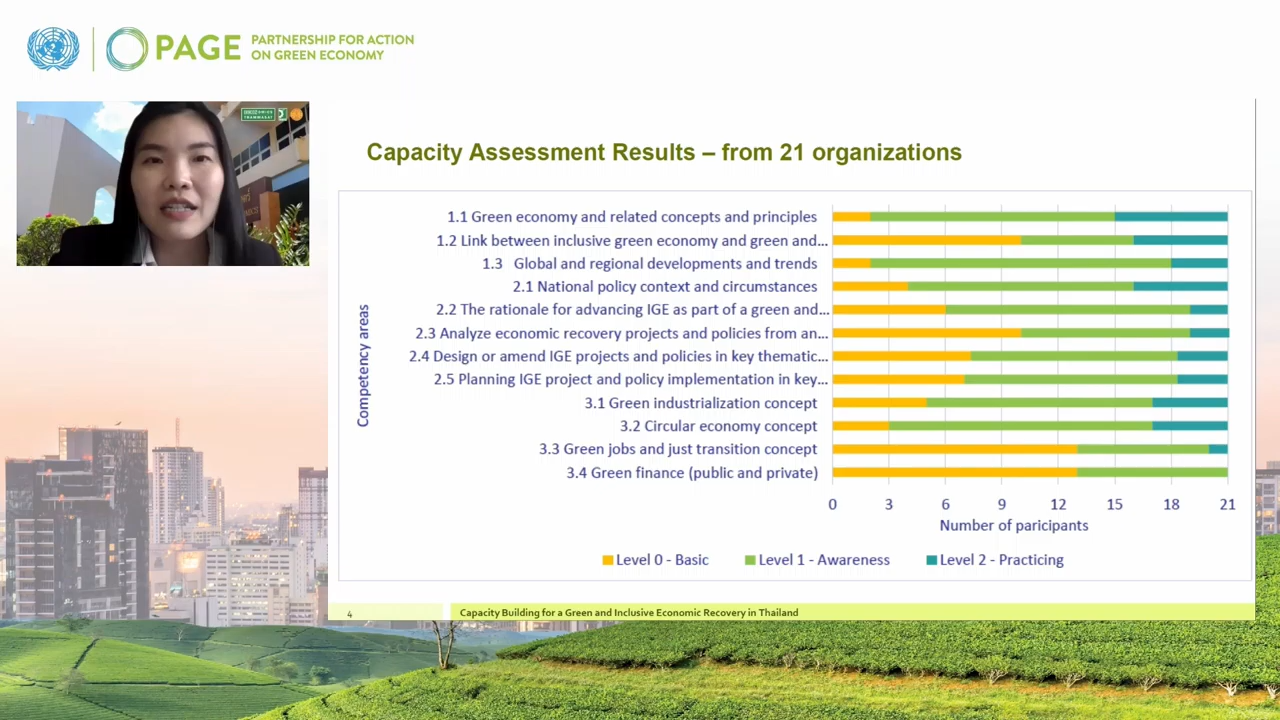 PAGE
PARTNERSHIP FOR ACTION
ON GREEN ECONOMY
Capacity Assessment Results – from 21 organizations
Competency areas
1.1 Green economy and related concepts and principles
1.2 Link between inclusive green economy and green and...
1.3 Global and regional developments and trends
2.1 National policy context and circumstances
2.2 The rationale for advancing IGE as part of a green and...
2.3 Analyze economic recovery projects and policies from an...
2.4 Design or amend IGE projects and policies in key thematic...
2.5 Planning IGE project and policy implementation in key...
3.1 Green industrialization concept
3.2 Circular economy concept
3.3 Green jobs and just transition concept
3.4 Green finance (public and private)
0 3 6 9 12 15 18 21
Number of paricipants
Level 0 - Basic
Level 1 - Awareness
Level 2 - Practicing
4
Capacity Building for a Green and Inclusive Economic Recovery in Thailand